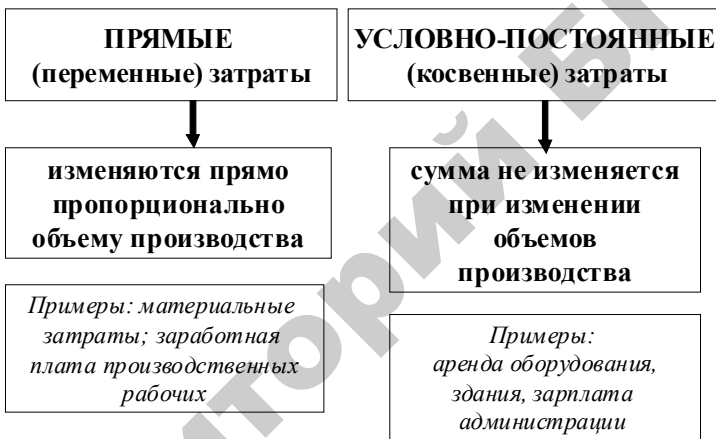 ПРЯМЫЕ
(переменные) затраты
УСЛОВНО-ПОСТОЯННЫЕ
(косвенные) затраты
изменяются прямо
пропорционально
объему производства
сумма не изменяется
при изменении
объемов
производства
Примеры: материальные
затраты; заработная
плата производственных
рабочих
Примеры:
аренда оборудования,
здания, зарплата
администрации